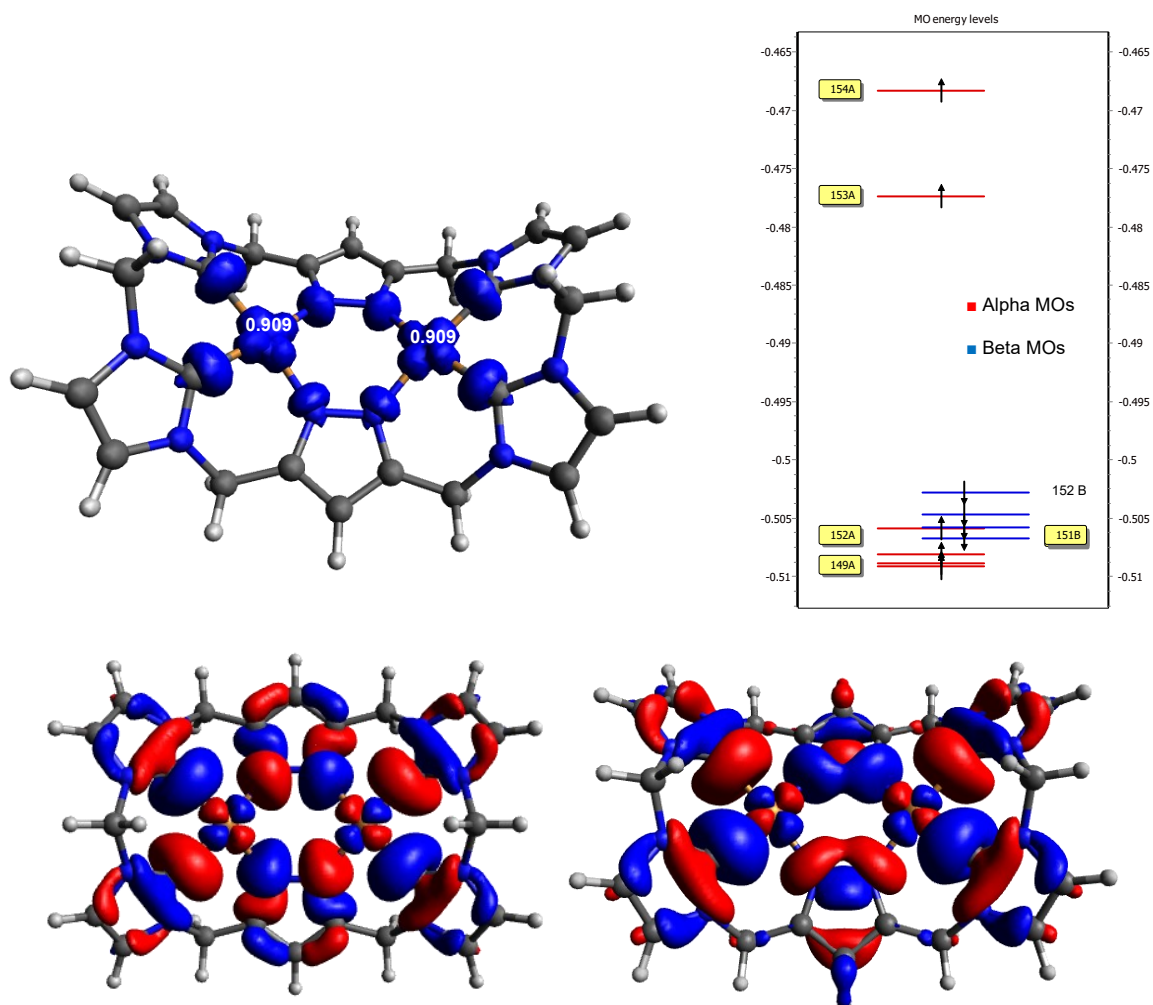 MO energy levels
-0.465 -0.465
154A
-0.47 -0.47
-0.475 -0.475
153A
-0.48 -0.48
-0.485 -0.485
Alpha MOs
0.909 0.909
-0.49 -0.49
Beta MOs
-0.495 -0.495
-0.5 -0.5
152 B
-0.505 -0.505
152A 151B
149A
-0.51 -0.51